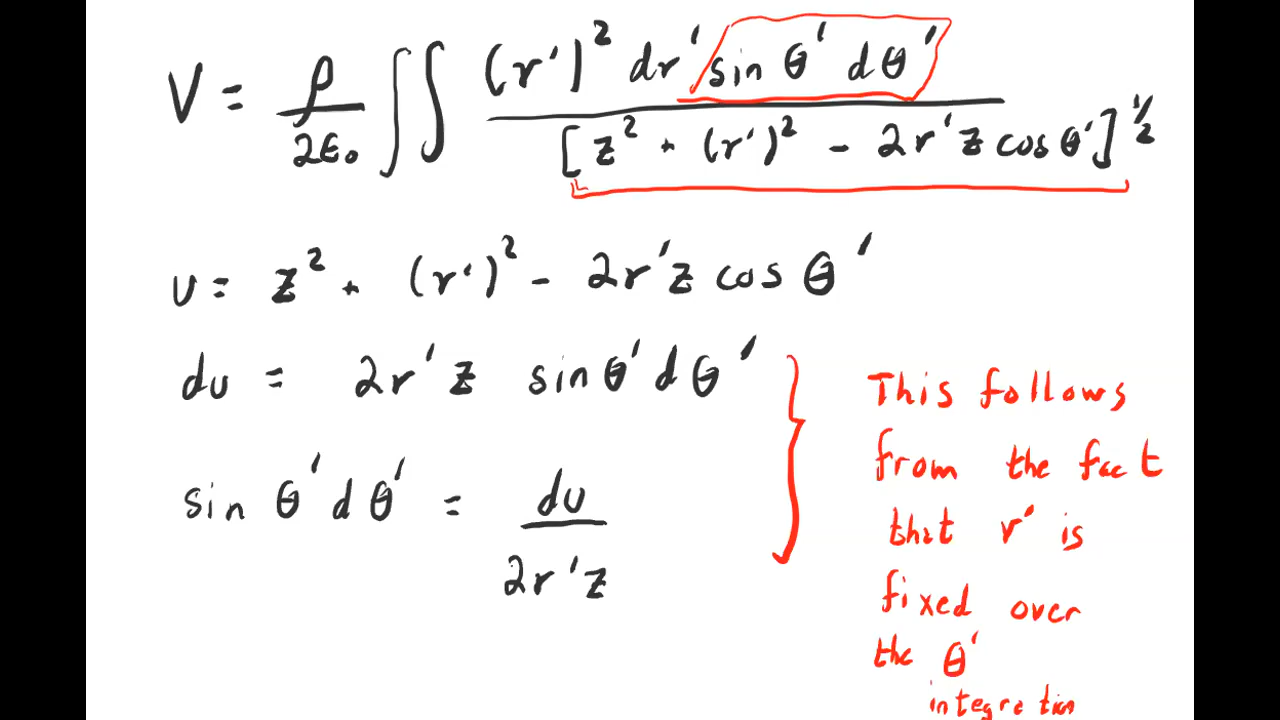 V = ρ/2ε₀ ∫∫ (r')² dr' sin θ' dθ' / [z² + (r')² - 2r'z cos θ']^1/2
u = z² + (r')² - 2r'z cos θ'
du = 2r'z sin θ' dθ'
sin θ' dθ' = du / 2r'z
This follows
from the fact
that r' is
fixed over
the θ'
integration